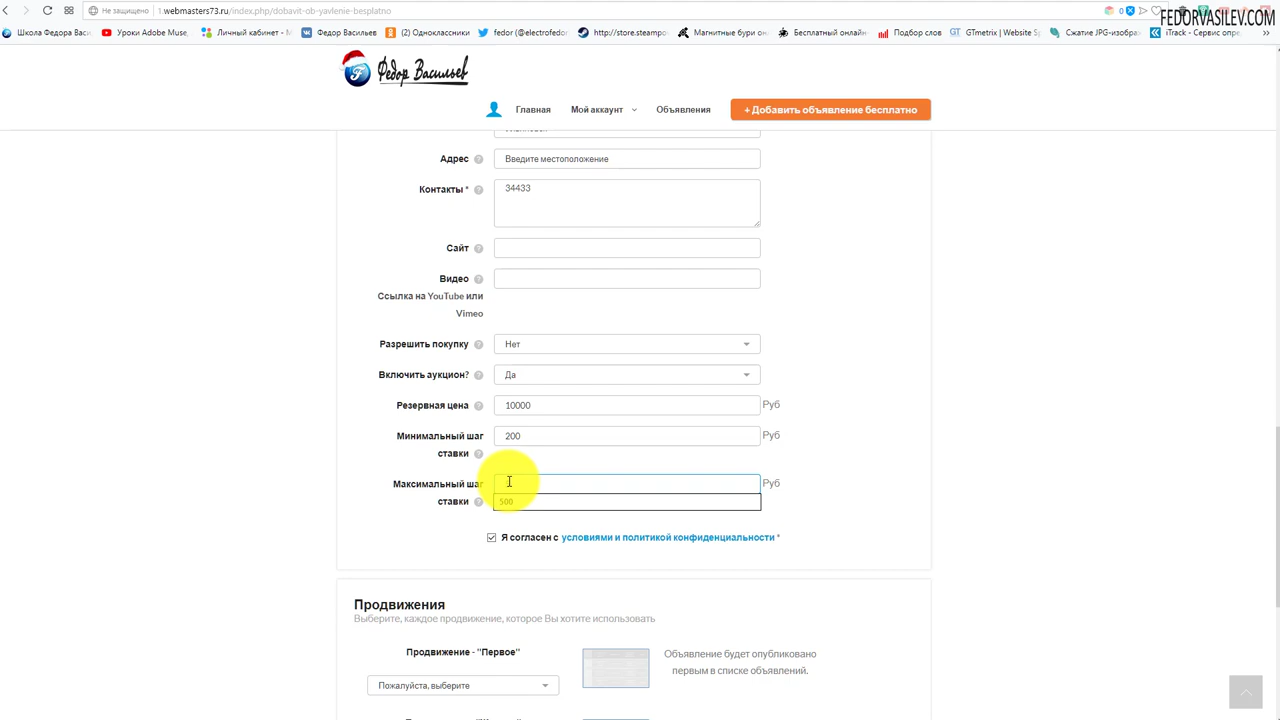 FEDORVASILEV.COM
Не защищено
1.webmasters73.ru/index.php/dobavit-ob-yavlenie-besplatno
0
Школа Федора Василь
Уроки Adobe Muse,
Личный кабинет - М
Федор Васильев
(2) Одноклассники
fedor (@electrofedor
http://store.steampo
Магнитные бури он
Бесплатный онлайн
Подбор слов
GTmetrix | Website Sp
Сжатие JPG-изобра
iTrack - Сервис опре
Федор Васильев
Главная
Мой аккаунт
Объявления
+ Добавить объявление бесплатно
Адрес ?
Введите местоположение
Контакты * ?
34433
Сайт ?
Видео ?
Ссылка на YouTube или
Vimeo
Разрешить покупку ?
Нет
Включить аукцион? ?
Да
Резервная цена ?
10000
Руб
Минимальный шаг
ставки ?
200
Руб
Максимальный шаг
ставки ?
500
Руб
Я согласен с условиями и политикой конфиденциальности *
Продвижения
Выберите, каждое продвижение, которое Вы хотите использовать
Продвижение - "Первое"
Пожалуйста, выберите
Объявление будет опубликовано
первым в списке объявлений.